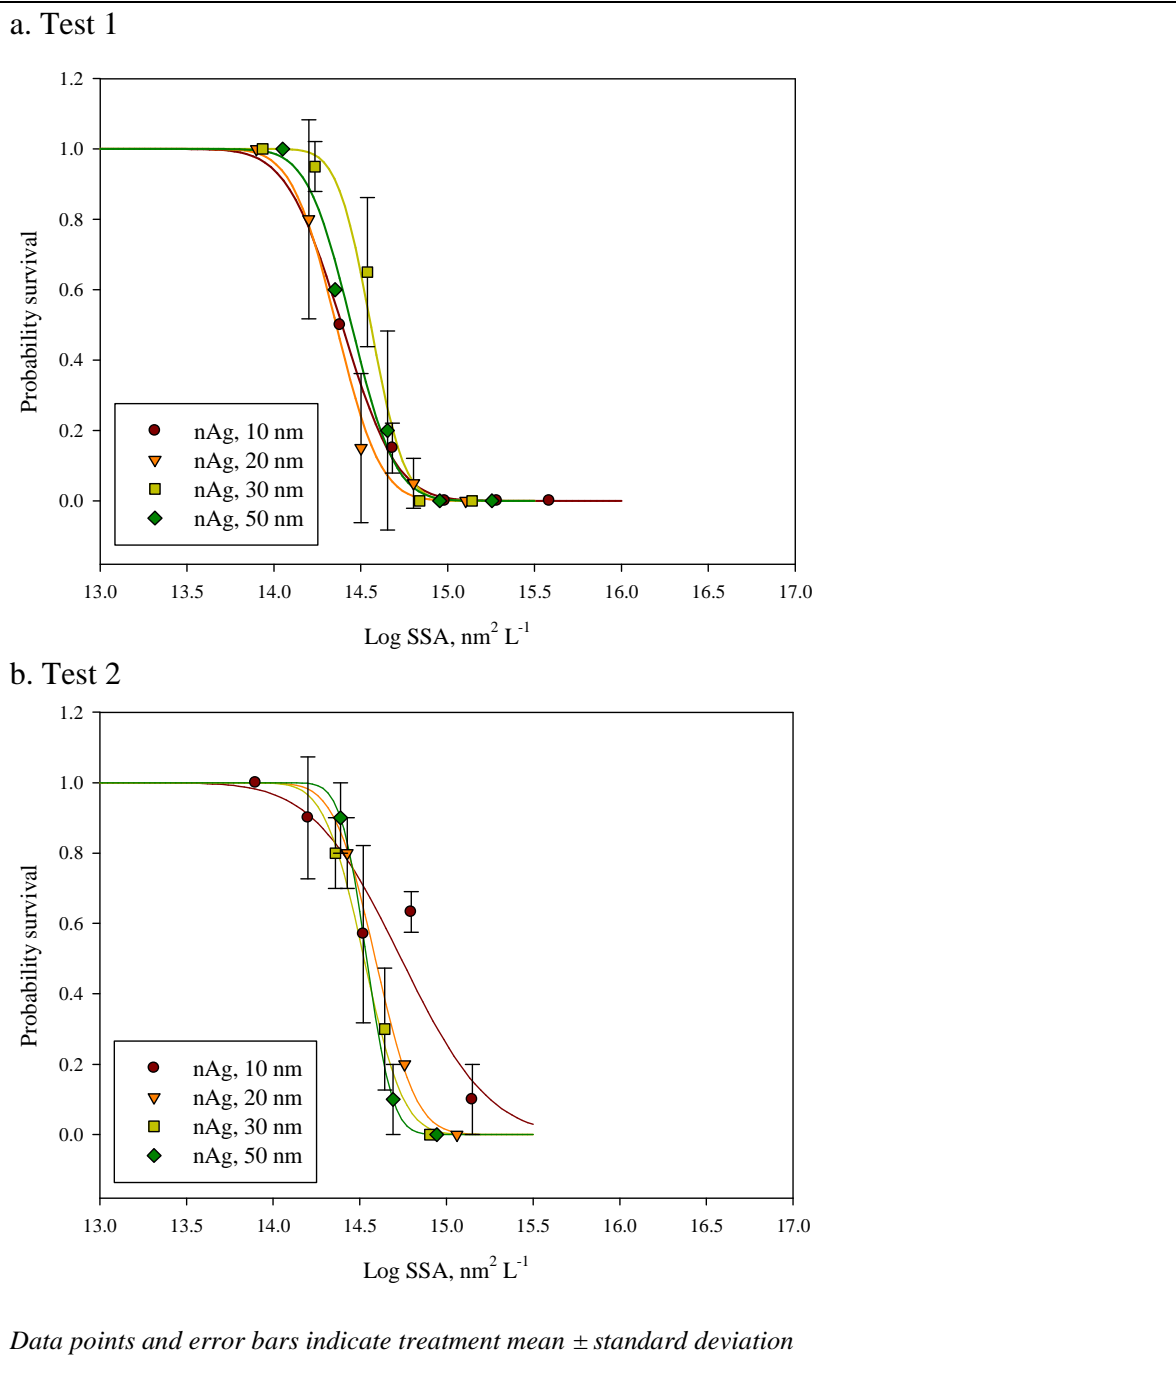 a. Test 1
1.2
1.0
0.8
0.6
0.4
0.2
0.0
Probability survival
nAg, 10 nm
nAg, 20 nm
nAg, 30 nm
nAg, 50 nm
13.0 13.5 14.0 14.5 15.0 15.5 16.0 16.5 17.0
Log SSA, nm² L⁻¹
b. Test 2
1.2
1.0
0.8
0.6
0.4
0.2
0.0
Probability survival
nAg, 10 nm
nAg, 20 nm
nAg, 30 nm
nAg, 50 nm
13.0 13.5 14.0 14.5 15.0 15.5 16.0 16.5 17.0
Log SSA, nm² L⁻¹
Data points and error bars indicate treatment mean ± standard deviation